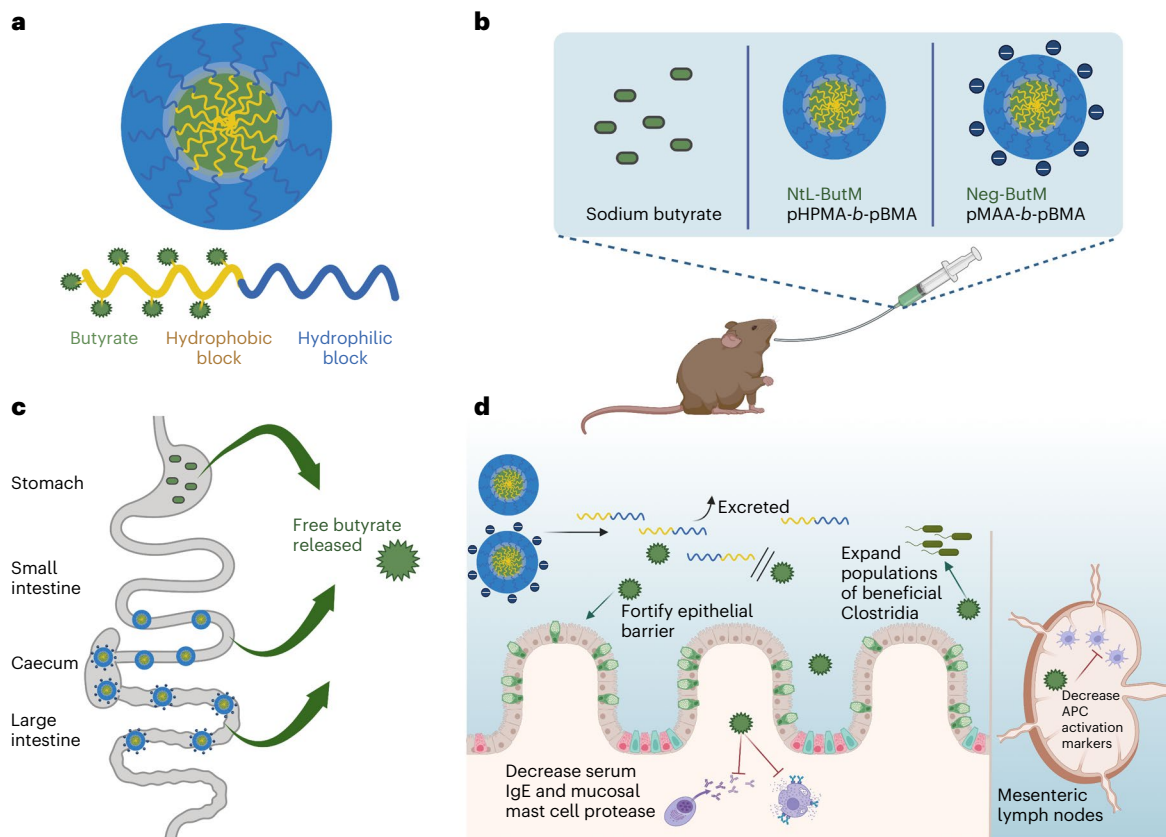 a
Butyrate
Hydrophobic
block
Hydrophilic
block
b
Sodium butyrate
NtL-ButM
pHPMA-b-pBMA
Neg-ButM
pMAA-b-pBMA
c
Stomach
Small
intestine
Caecum
Large
intestine
Free butyrate
released
d
Excreted
Fortify epithelial
barrier
Expand
populations
of beneficial
Clostridia
Decrease serum
IgE and mucosal
mast cell protease
Decrease
APC
activation
markers
Mesenteric
lymph nodes